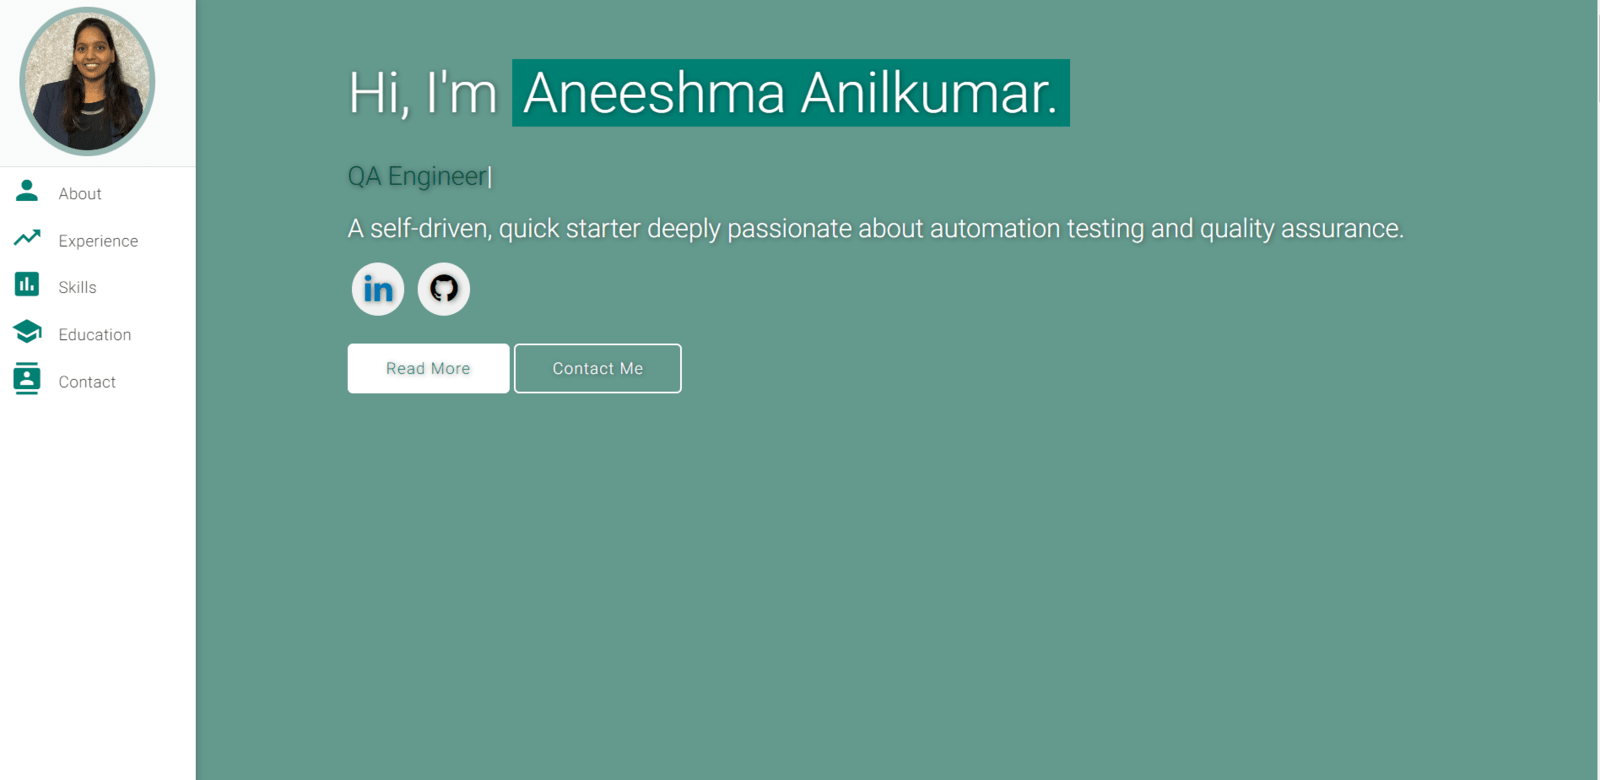 About
Experience
Skills
Education
Contact
Hi, I'm Aneeshma Anilkumar.
QA Engineer|
A self-driven, quick starter deeply passionate about automation testing and quality assurance.
in
Read More
Contact Me